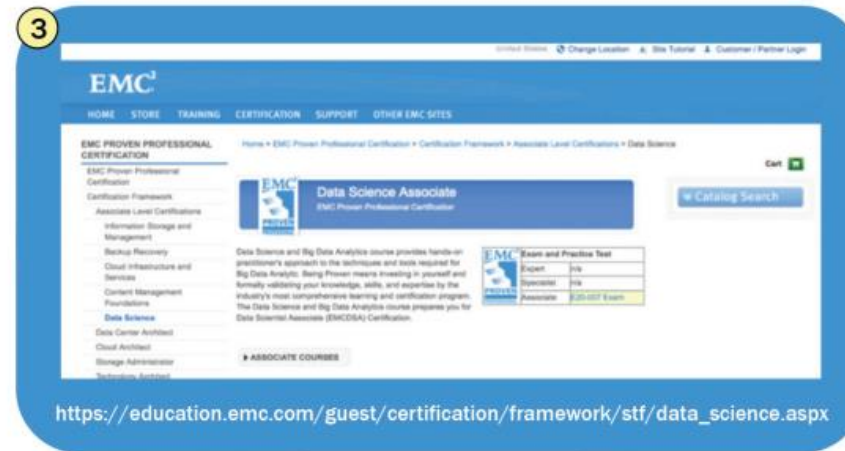 3
United States Change Location Site Tutorial Customer / Partner Login
EMC²
HOME STORE TRAINING CERTIFICATION SUPPORT OTHER EMC SITES
EMC PROVEN PROFESSIONAL
CERTIFICATION
Home > EMC Proven Professional Certification > Certification Framework > Associate Level Certifications > Data Science
Cart
EMC Proven Professional
Certification
Certification Framework
Associate Level Certifications
Information Storage and
Management
Backup Recovery
Cloud Infrastructure and
Services
Content Management
Foundations
Data Science
Data Center Architect
Cloud Architect
Storage Administrator
Technology Architect
EMC²
PROVEN
Data Science Associate
EMC Proven Professional Certification
Catalog Search
Data Science and Big Data Analytics course provides hands-on
practitioner's approach to the techniques and tools required for
Big Data Analytic. Being Proven means investing in yourself and
formally validating your knowledge, skills, and expertise by the
industry's most comprehensive learning and certification program.
The Data Science and Big Data Analytics course prepares you for
Data Scientist Associate (EMCDSA) Certification.
EMC²
PROVEN
Exam and Practice Test
Expert n/a
Specialist n/a
Associate E20-007 Exam
ASSOCIATE COURSES
https://education.emc.com/guest/certification/framework/stf/data_science.aspx